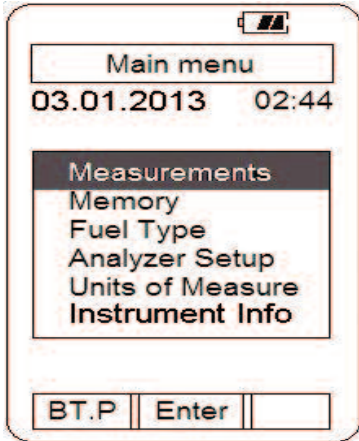 Main menu
03.01.2013 02:44
Measurements
Memory
Fuel Type
Analyzer Setup
Units of Measure
Instrument Info
BT.P Enter